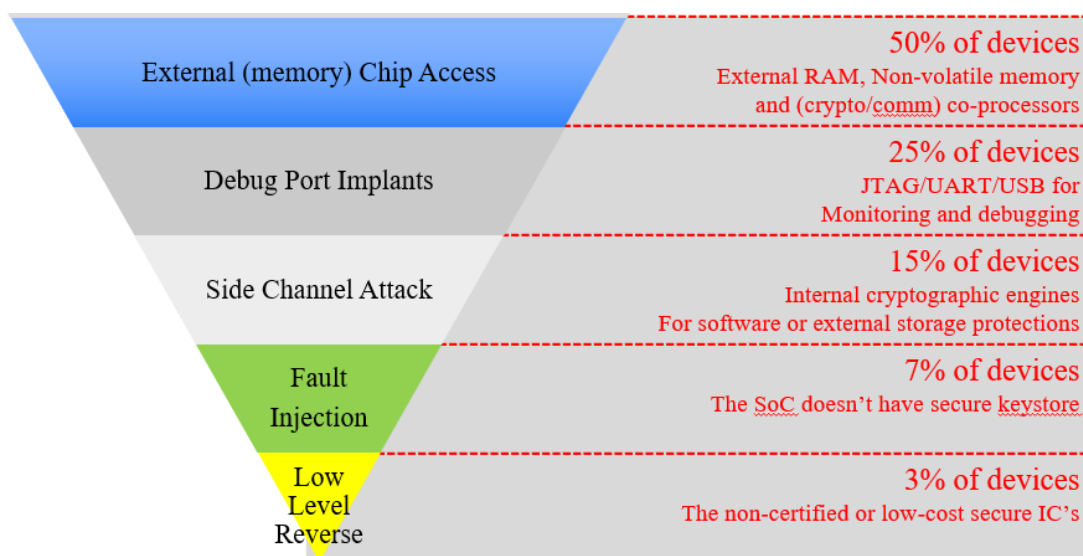 External (memory) Chip Access
50% of devices
External RAM, Non-volatile memory
and (crypto/comm) co-processors
Debug Port Implants
25% of devices
JTAG/UART/USB for
Monitoring and debugging
Side Channel Attack
15% of devices
Internal cryptographic engines
For software or external storage protections
Fault
Injection
7% of devices
The SoC doesn’t have secure keystore
Low
Level
Reverse
3% of devices
The non-certified or low-cost secure IC’s